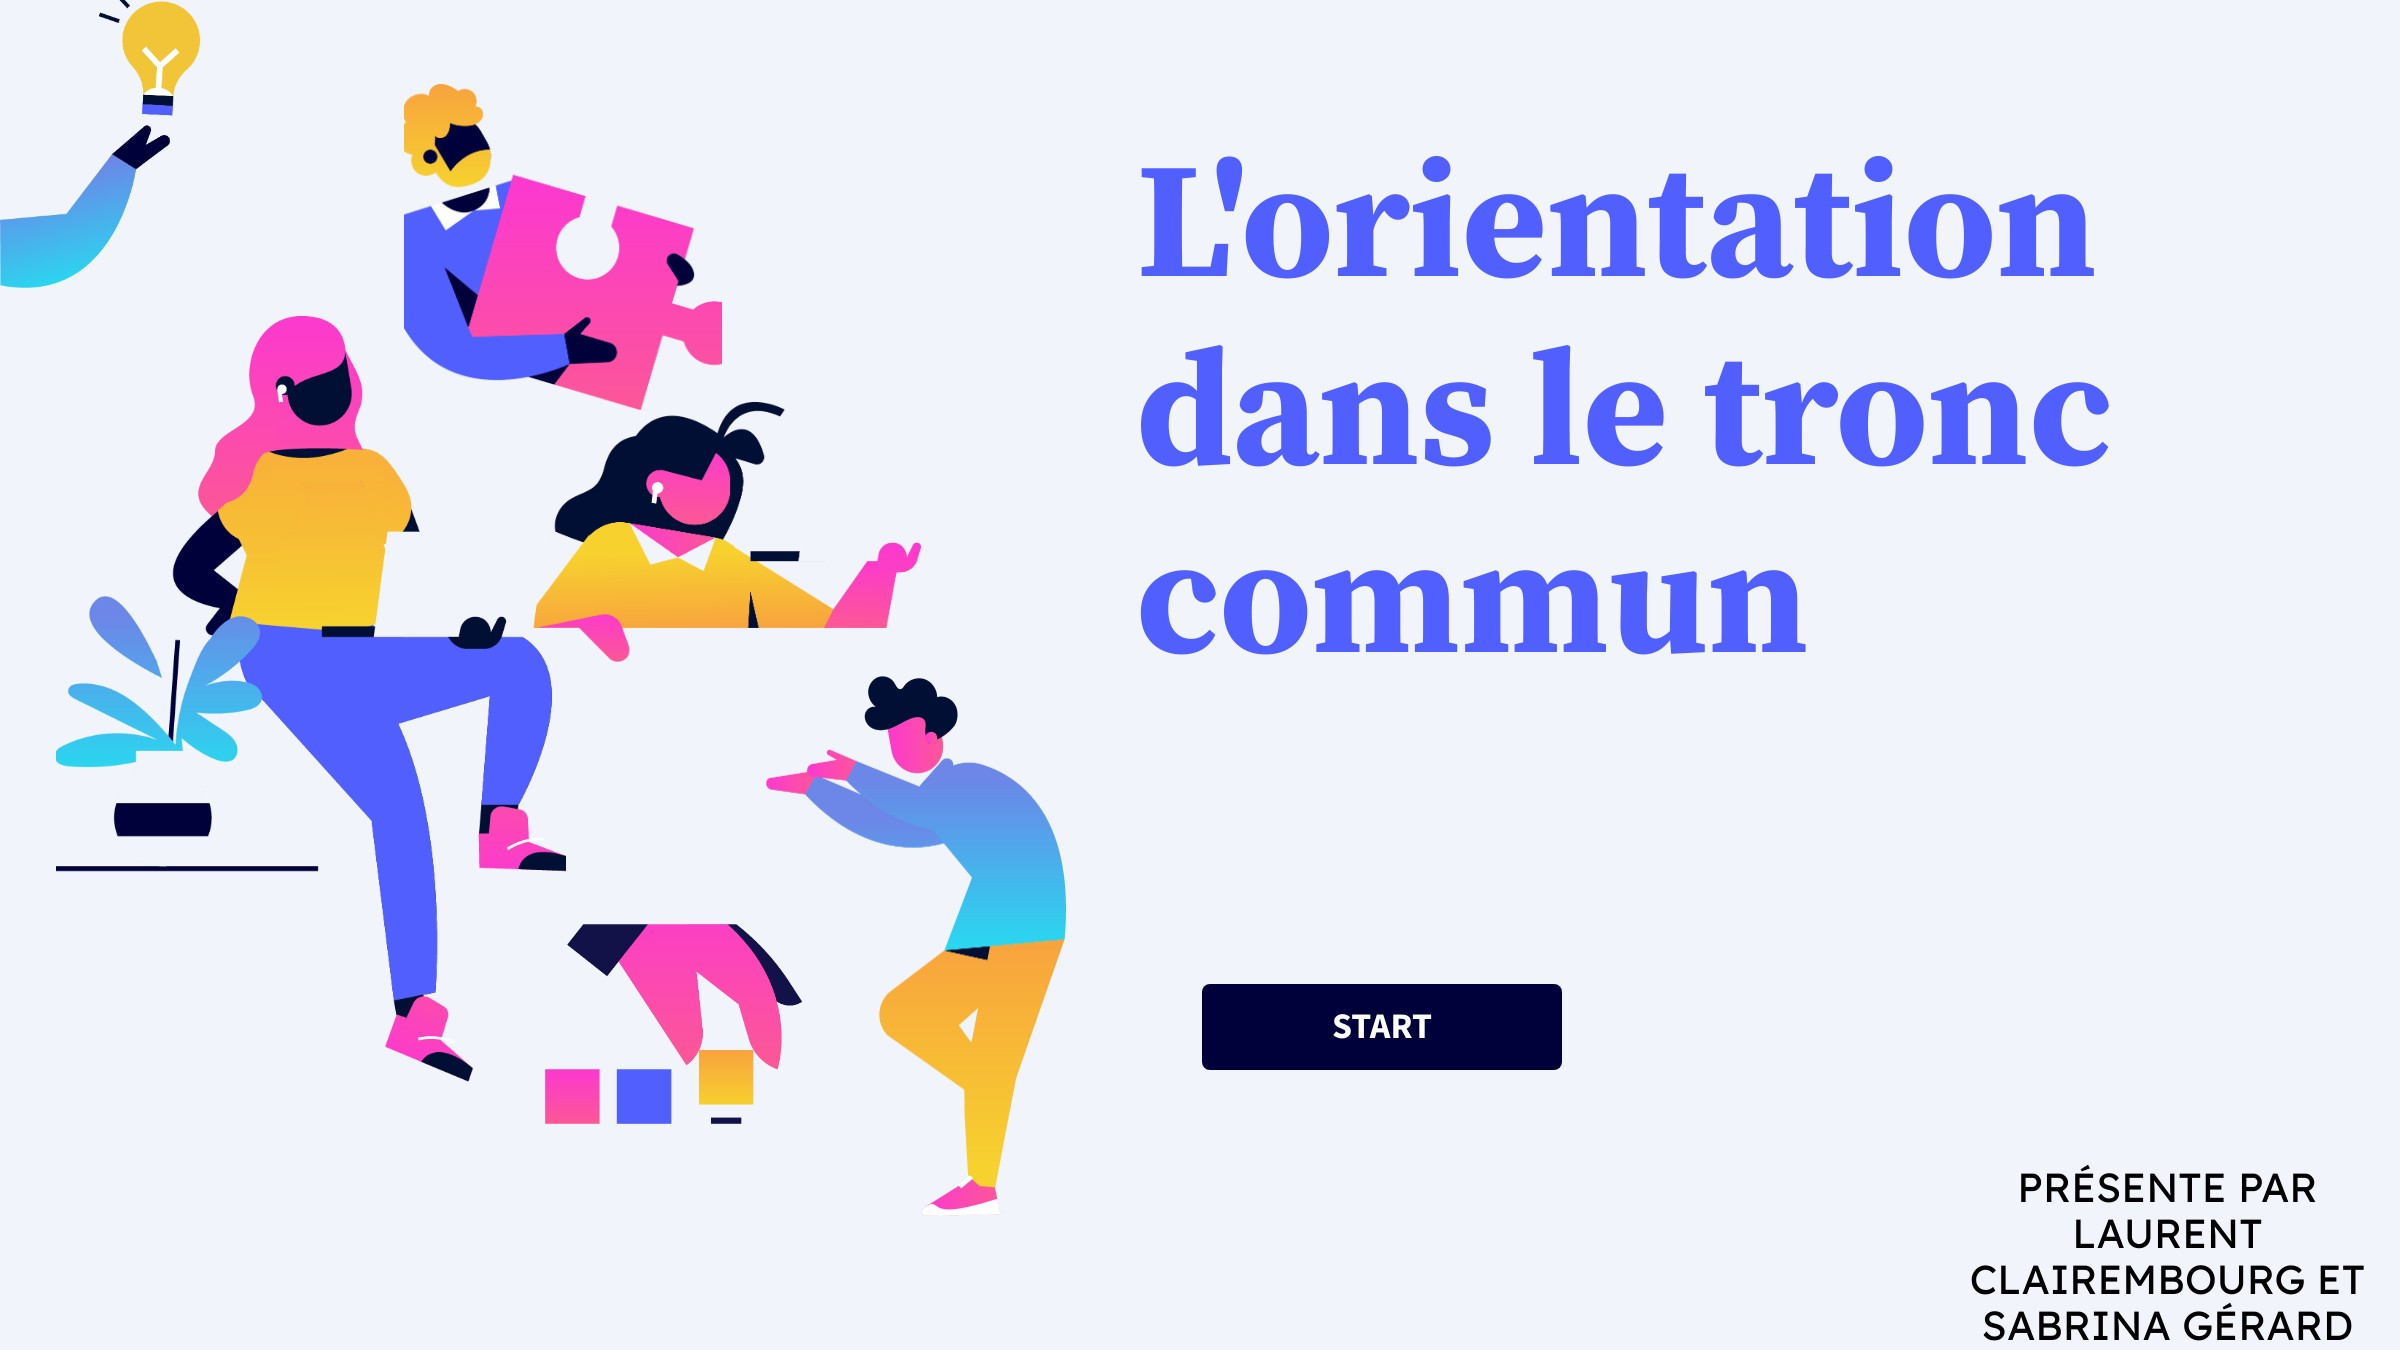 L'orientation
dans le tronc
commun
START
PRÉSENTE PAR
LAURENT
CLAIREMBOURG ET
SABRINA GÉRARD